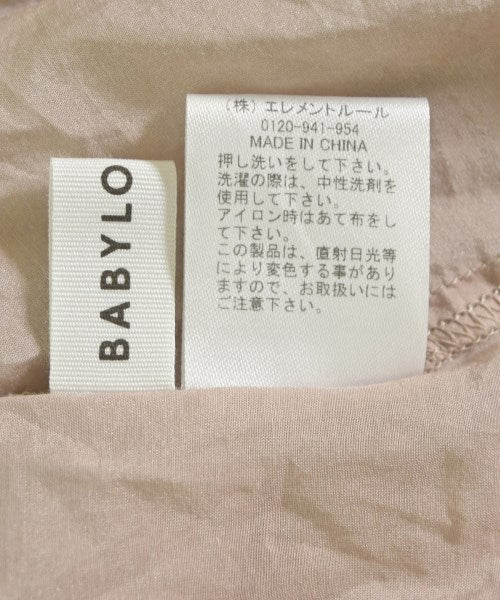 BABYLO
(株) エレメントルール
0120-941-954
MADE IN CHINA
押し洗いをして下さい。
洗濯の際は、中性洗剤を
使用して下さい。
アイロン時はあて布をし
て下さい。
この製品は、直射日光等
により変色する事があり
ますので、お取扱いには
ご注意下さい。